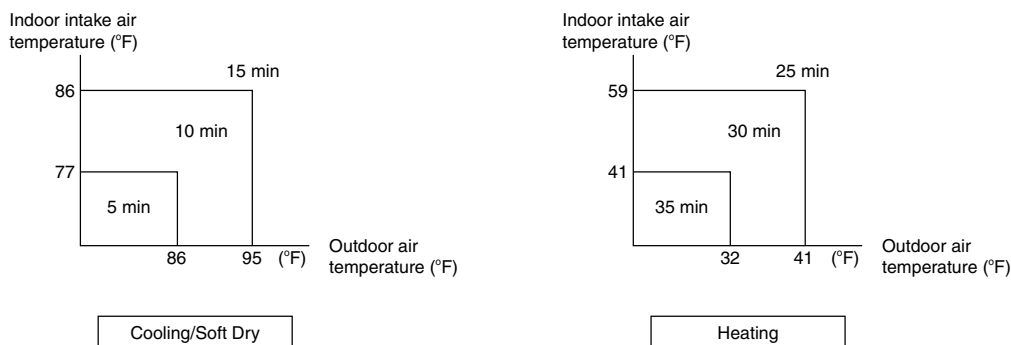 Indoor intake air
temperature (°F)
15 min
86
10 min
77
5 min
86 95 (°F)
Outdoor air
temperature (°F)
Cooling/Soft Dry
Indoor intake air
temperature (°F)
25 min
59
30 min
41
35 min
32 41 (°F)
Outdoor air
temperature (°F)
Heating